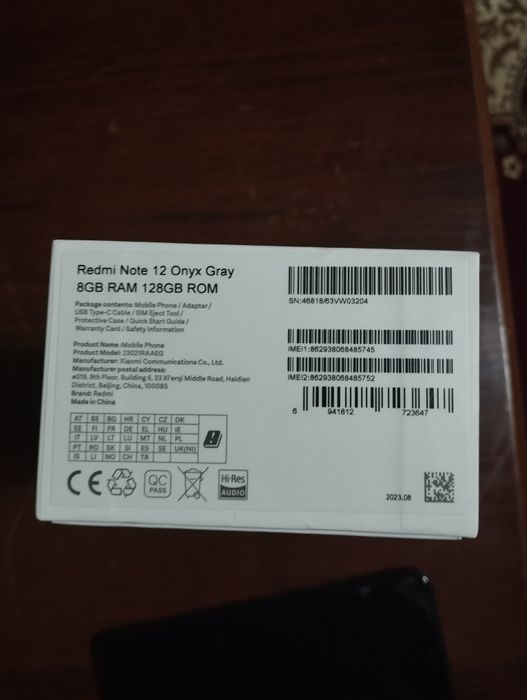 Redmi Note 12 Onyx Gray
8GB RAM 128GB ROM
Package contents: Mobile Phone / Adapter /
USB Type-C Cable / SIM Eject Tool /
Protective Case / Quick Start Guide /
Warranty Card / Safety Information
Product Name: Mobile Phone
Product Model: 23021RAAEG
Manufacturer: Xiaomi Communications Co., Ltd.
Manufacturer postal address:
#019, 9th Floor, Building 6, 33 Xi'erqi Middle Road, Haidian
District, Beijing, China, 100085
Brand: Redmi
Made in China
AT BE BG HR CY CZ DK
EE FI FR DE EL HU IE
IT LV LT LU MT NL PL
PT RO SK SI ES SE UK(NI)
IS LI NO CH TR
CE
QC
PASS
Hi-Res
AUDIO
SN:46818/63VW03204
IMEI1:862938068485745
IMEI2:862938068485752
6 941812 723647
2023.08